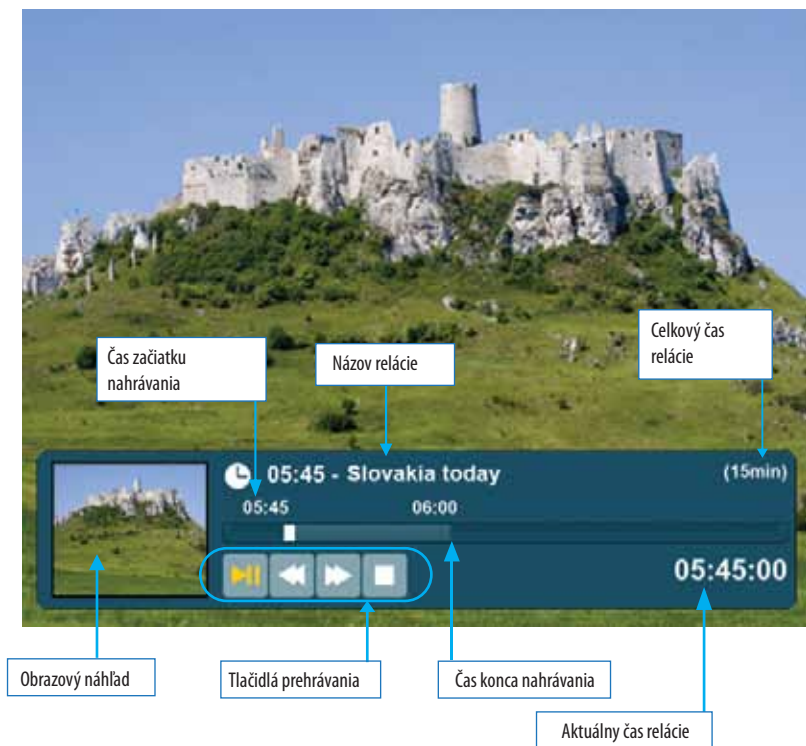 Celkový čas
relácie
Čas začiatku
nahrávania
Názov relácie
05:45 - Slovakia today
(15min)
05:45
06:00
05:45:00
Obrazový náhľad
Tlačidlá prehrávania
Čas konca nahrávania
Aktuálny čas relácie